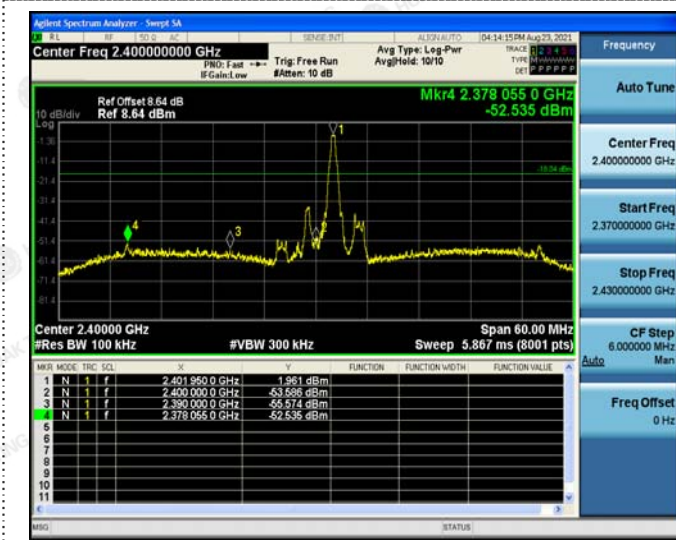 Agilent Spectrum Analyzer - Swept SA
RL RF 50 Ω AC SENSE:INT ALIGN AUTO 04:14:15 PM Aug 23, 2021
Center Freq 2.400000000 GHz
PNO: Fast
IFGain:Low
Trig: Free Run
#Atten: 10 dB
Avg Type: Log-Pwr
Avg|Hold: 10/10
TRACE 1 2 3 4 5 6
TYPE M WWWWW
DET P P P P P P
Mkr4 2.378 055 0 GHz
-52.535 dBm
Ref Offset 8.64 dB
10 dB/div Ref 8.64 dBm
Log
-1.36
-11.4
-21.4
-31.4
-41.4
-51.4
-61.4
-71.4
-81.4
1
4
3
Center 2.40000 GHz Span 60.00 MHz
#Res BW 100 kHz #VBW 300 kHz Sweep 5.867 ms (8001 pts)
MKR MODE TRC SCL X Y FUNCTION FUNCTION WIDTH FUNCTION VALUE
1 N 1 f 2.401 950 0 GHz 1.961 dBm
2 N 1 f 2.400 000 0 GHz -53.586 dBm
3 N 1 f 2.390 000 0 GHz -55.574 dBm
4 N 1 f 2.378 055 0 GHz -52.535 dBm
5
6
7
8
9
10
11
MSG STATUS
Frequency
Auto Tune
Center Freq
2.400000000 GHz
Start Freq
2.370000000 GHz
Stop Freq
2.430000000 GHz
CF Step
6.000000 MHz
Auto Man
Freq Offset
0 Hz